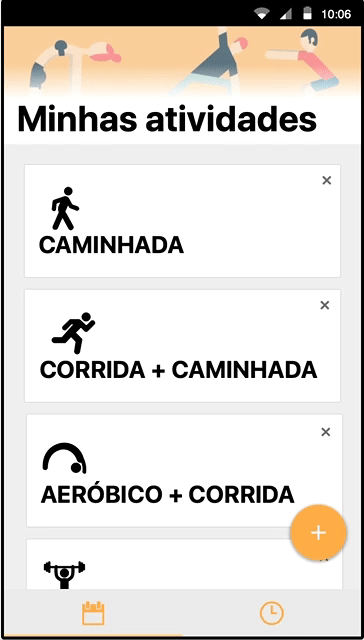 10:06
Minhas atividades
×
CAMINHADA
×
CORRIDA + CAMINHADA
×
AERÓBICO + CORRIDA
+